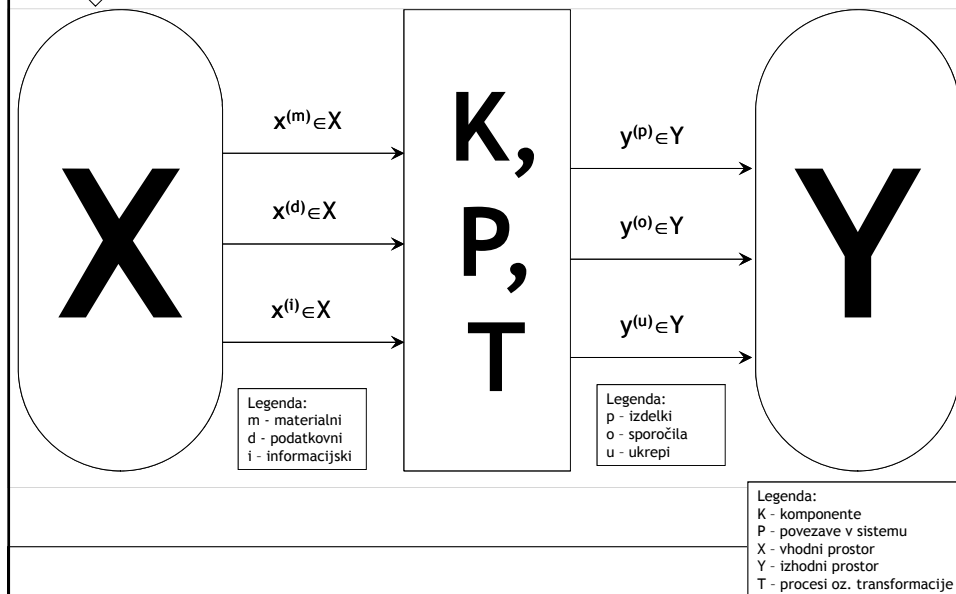 X
x(m)∈X
x(d)∈X
x(i)∈X
Legenda:
m - materialni
d - podatkovni
i - informacijski
K,
P,
T
y(p)∈Y
y(o)∈Y
y(u)∈Y
Legenda:
p - izdelki
o - sporočila
u - ukrepi
Y
Legenda:
K - komponente
P - povezave v sistemu
X - vhodni prostor
Y - izhodni prostor
T - procesi oz. transformacije